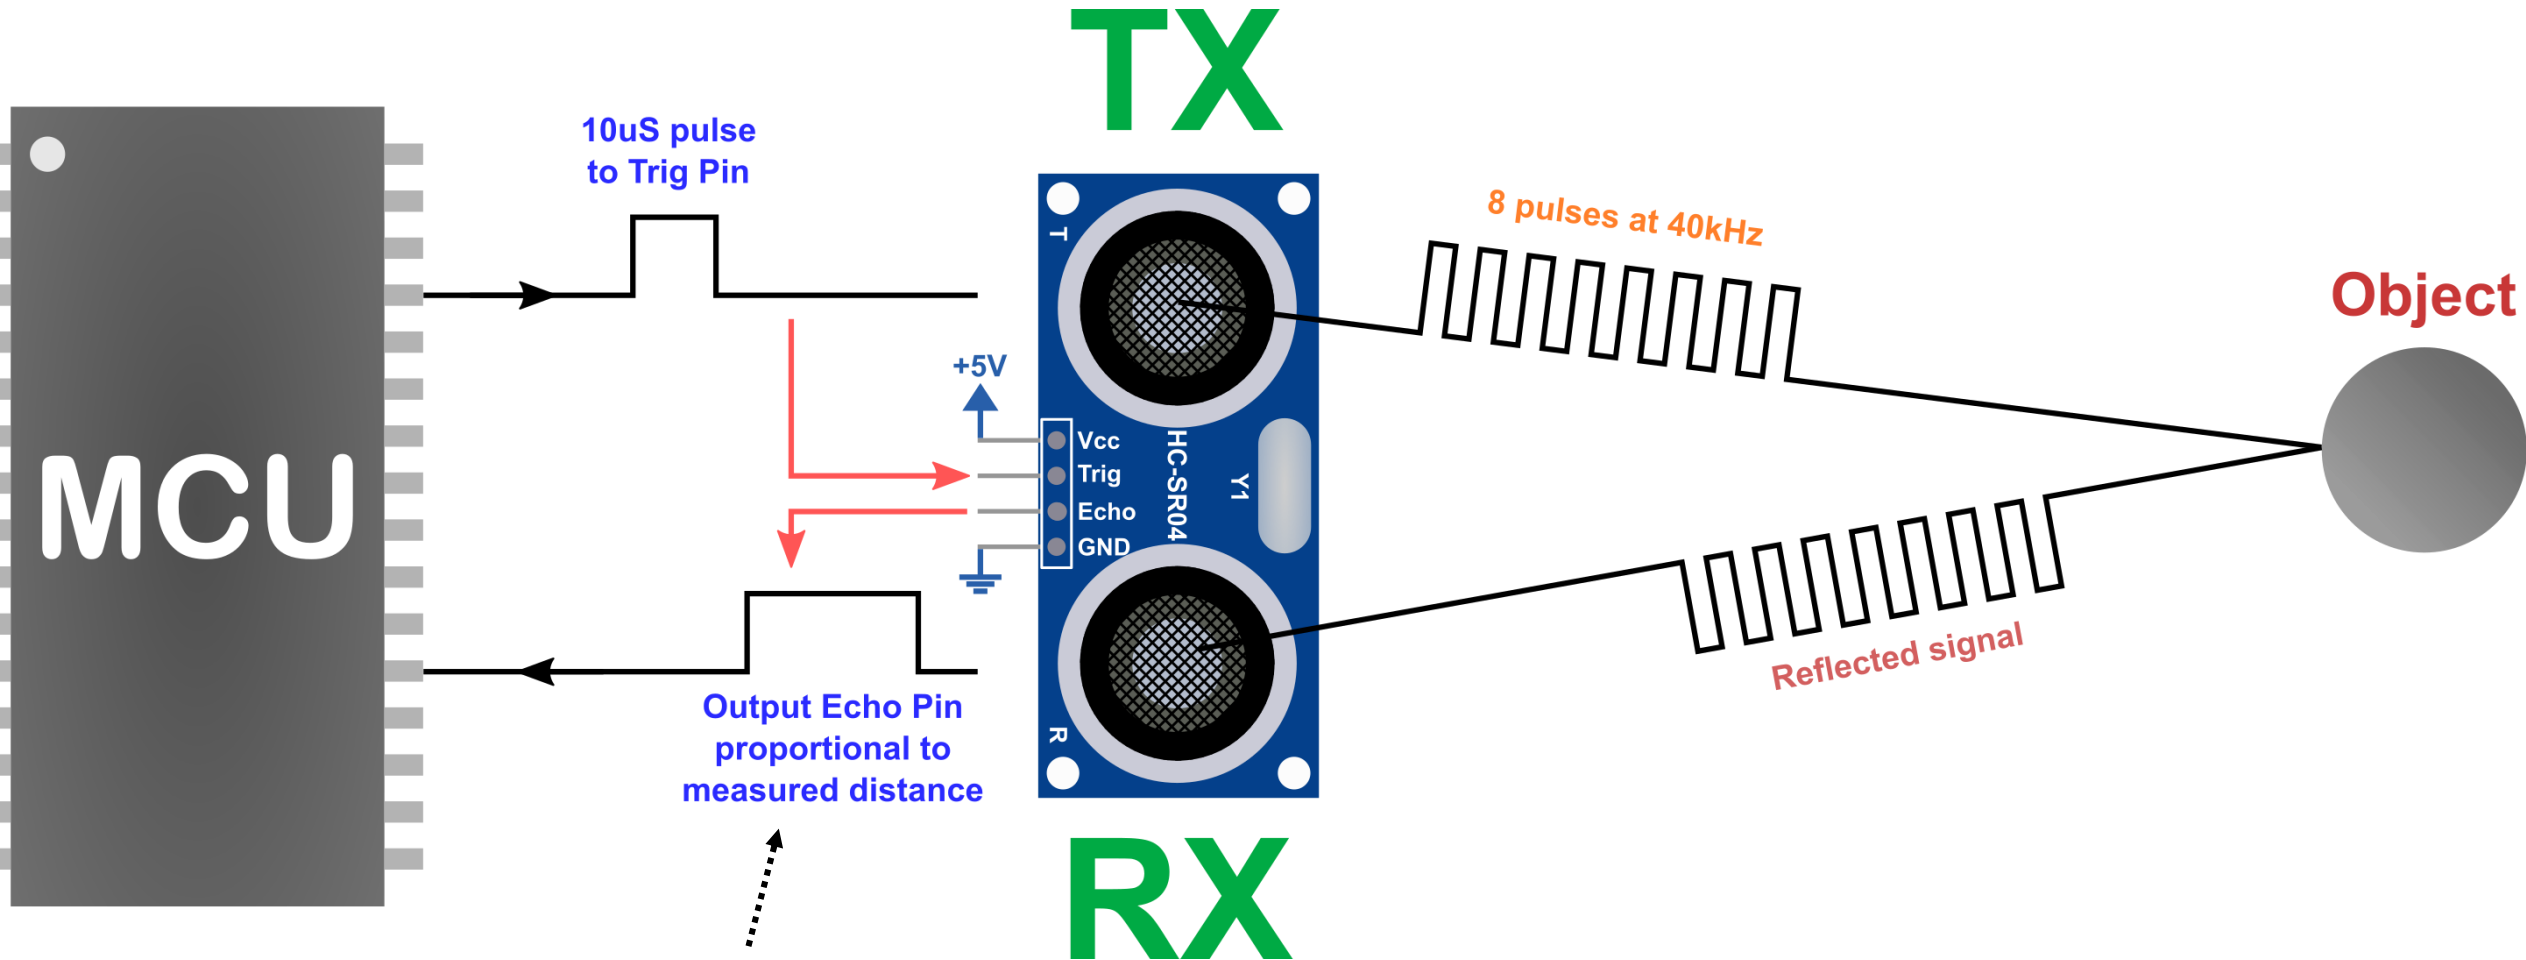 TX
10uS pulse
to Trig Pin
8 pulses at 40kHz
Object
+5V
T
Vcc
Trig
Echo
GND
HC-SR04
Y1
MCU
Reflected signal
Output Echo Pin
proportional to
measured distance
R
RX